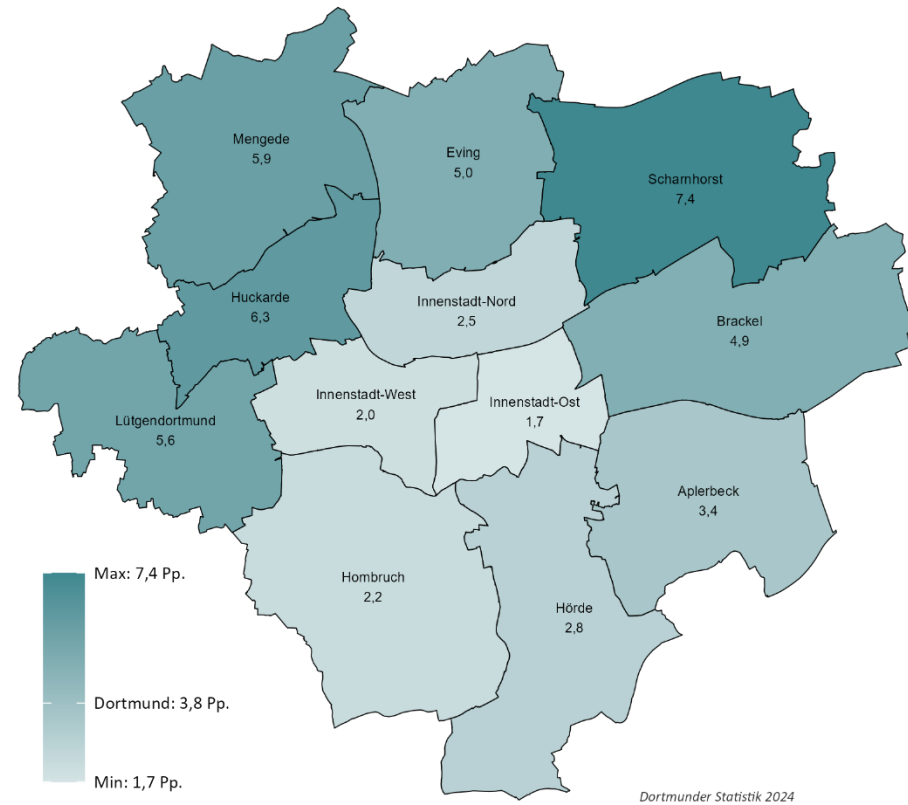 Mengede
5,9
Eving
5,0
Scharnhorst
7,4
Huckarde
6,3
Innenstadt-Nord
2,5
Brackel
4,9
Lütgendortmund
5,6
Innenstadt-West
2,0
Innenstadt-Ost
1,7
Aplerbeck
3,4
Hombruch
2,2
Hörde
2,8
Max: 7,4 Pp.
Dortmund: 3,8 Pp.
Min: 1,7 Pp.
Dortmunder Statistik 2024